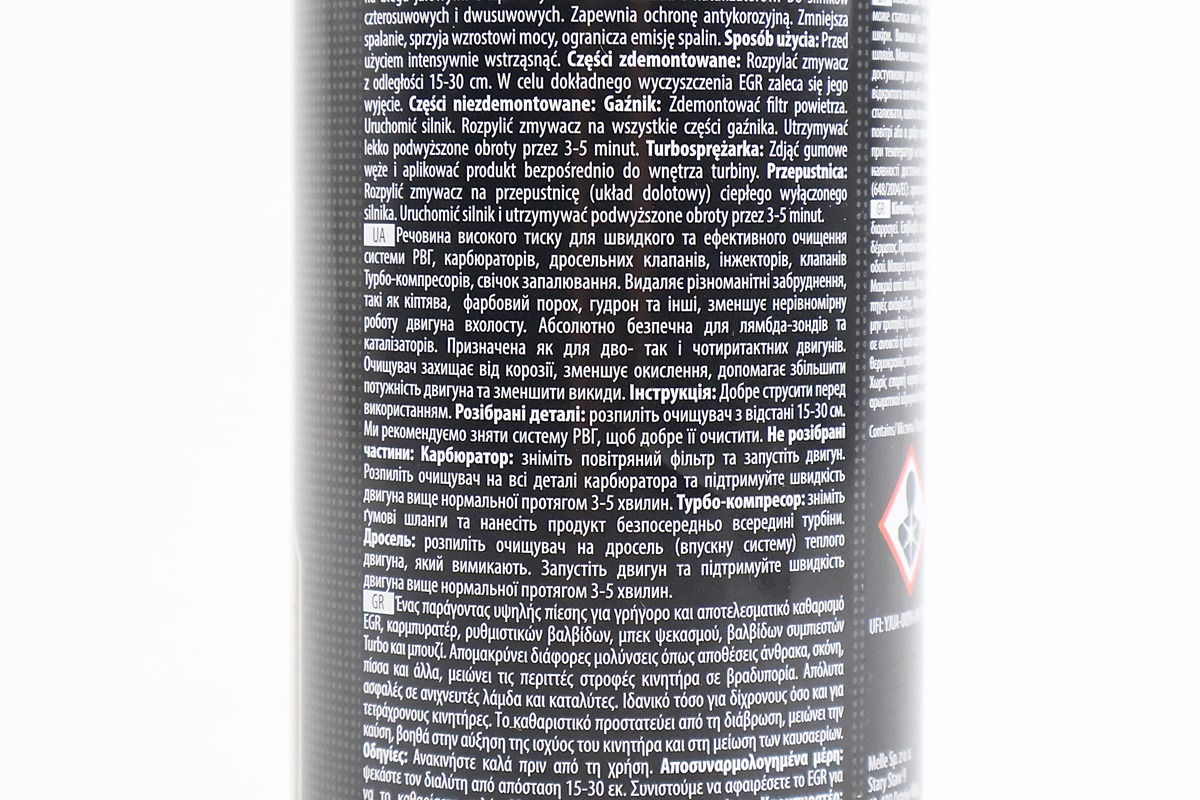 czterosuwowych i dwusuwowych. Zapewnia ochronę antykorozyjną. Zmniejsza
spalanie, sprzyja wzrostowi mocy, ogranicza emisję spalin. Sposób użycia: Przed
użyciem intensywnie wstrząsnąć. Części zdemontowane: Rozpylać zmywacz
z odległości 15-30 cm. W celu dokładnego wyczyszczenia EGR zaleca się jego
wyjęcie. Części niezdemontowane: Gaźnik: Zdemontować filtr powietrza.
Uruchomić silnik. Rozpylić zmywacz na wszystkie części gaźnika. Utrzymywać
lekko podwyższone obroty przez 3-5 minut. Turbosprężarka: Zdjąć gumowe
węże i aplikować produkt bezpośrednio do wnętrza turbiny. Przepustnica:
Rozpylić zmywacz na przepustnicę (układ dolotowy) ciepłego wyłączonego
silnika. Uruchomić silnik i utrzymywać podwyższone obroty przez 3-5 minut.
UA Речовина високого тиску для швидкого та ефективного очищення
системи РВГ, карбюраторів, дросельних клапанів, інжекторів, клапанів
Турбо-компресорів, свічок запалювання. Видаляє різноманітні забруднення,
такі як кіптява, фарбовий порох, гудрон та інші, зменшує нерівномірну
роботу двигуна вхолосту. Абсолютно безпечна для лямбда-зондів та
каталізаторів. Призначена як для дво- так і чотиритактних двигунів.
Очищувач захищає від корозії, зменшує окислення, допомагає збільшити
потужність двигуна та зменшити викиди. Інструкція: Добре струсити перед
використанням. Розібрані деталі: розпиліть очищувач з відстані 15-30 см.
Ми рекомендуємо зняти систему РВГ, щоб добре її очистити. Не розібрані
частини: Карбюратор: зніміть повітряний фільтр та запустіть двигун.
Розпиліть очищувач на всі деталі карбюратора та підтримуйте швидкість
двигуна вище нормальної протягом 3-5 хвилин. Турбо-компресор: зніміть
ґумові шланги та нанесіть продукт безпосередньо всередині турбіни.
Дросель: розпиліть очищувач на дросель (впускну систему) теплого
двигуна, який вимикають. Запустіть двигун та підтримуйте швидкість
двигуна вище нормальної протягом 3-5 хвилин.
GR Ένας παράγοντας υψηλής πίεσης για γρήγορο και αποτελεσματικό καθαρισμό
EGR, καρμπυρατέρ, ρυθμιστικών βαλβίδων, μπεκ ψεκασμού, βαλβίδων συμπιεστών
Turbo και μπουζί. Απομακρύνει διάφορες μολύνσεις όπως αποθέσεις άνθρακα, σκόνη,
πίσσα και άλλα, μειώνει τις περιττές στροφές κινητήρα σε βραδυπορία. Απόλυτα
ασφαλές σε ανιχνευτές λάμδα και καταλύτες. Ιδανικό τόσο για δίχρονους όσο και για
τετράχρονους κινητήρες. Το καθαριστικό προστατεύει από τη διάβρωση, μειώνει την
καύση, βοηθά στην αύξηση της ισχύος του κινητήρα και στη μείωση των καυσαερίων.
Οδηγίες: Ανακινήστε καλά πριν από τη χρήση. Αποσυναρμολογημένα μέρη:
ψεκάστε τον διαλύτη από απόσταση 15-30 εκ. Συνιστούμε να αφαιρέσετε το EGR για
(648/2004/EC):
GR
Contains/
UFI:
Melle Sp. z o.o.
Stary Staw 9